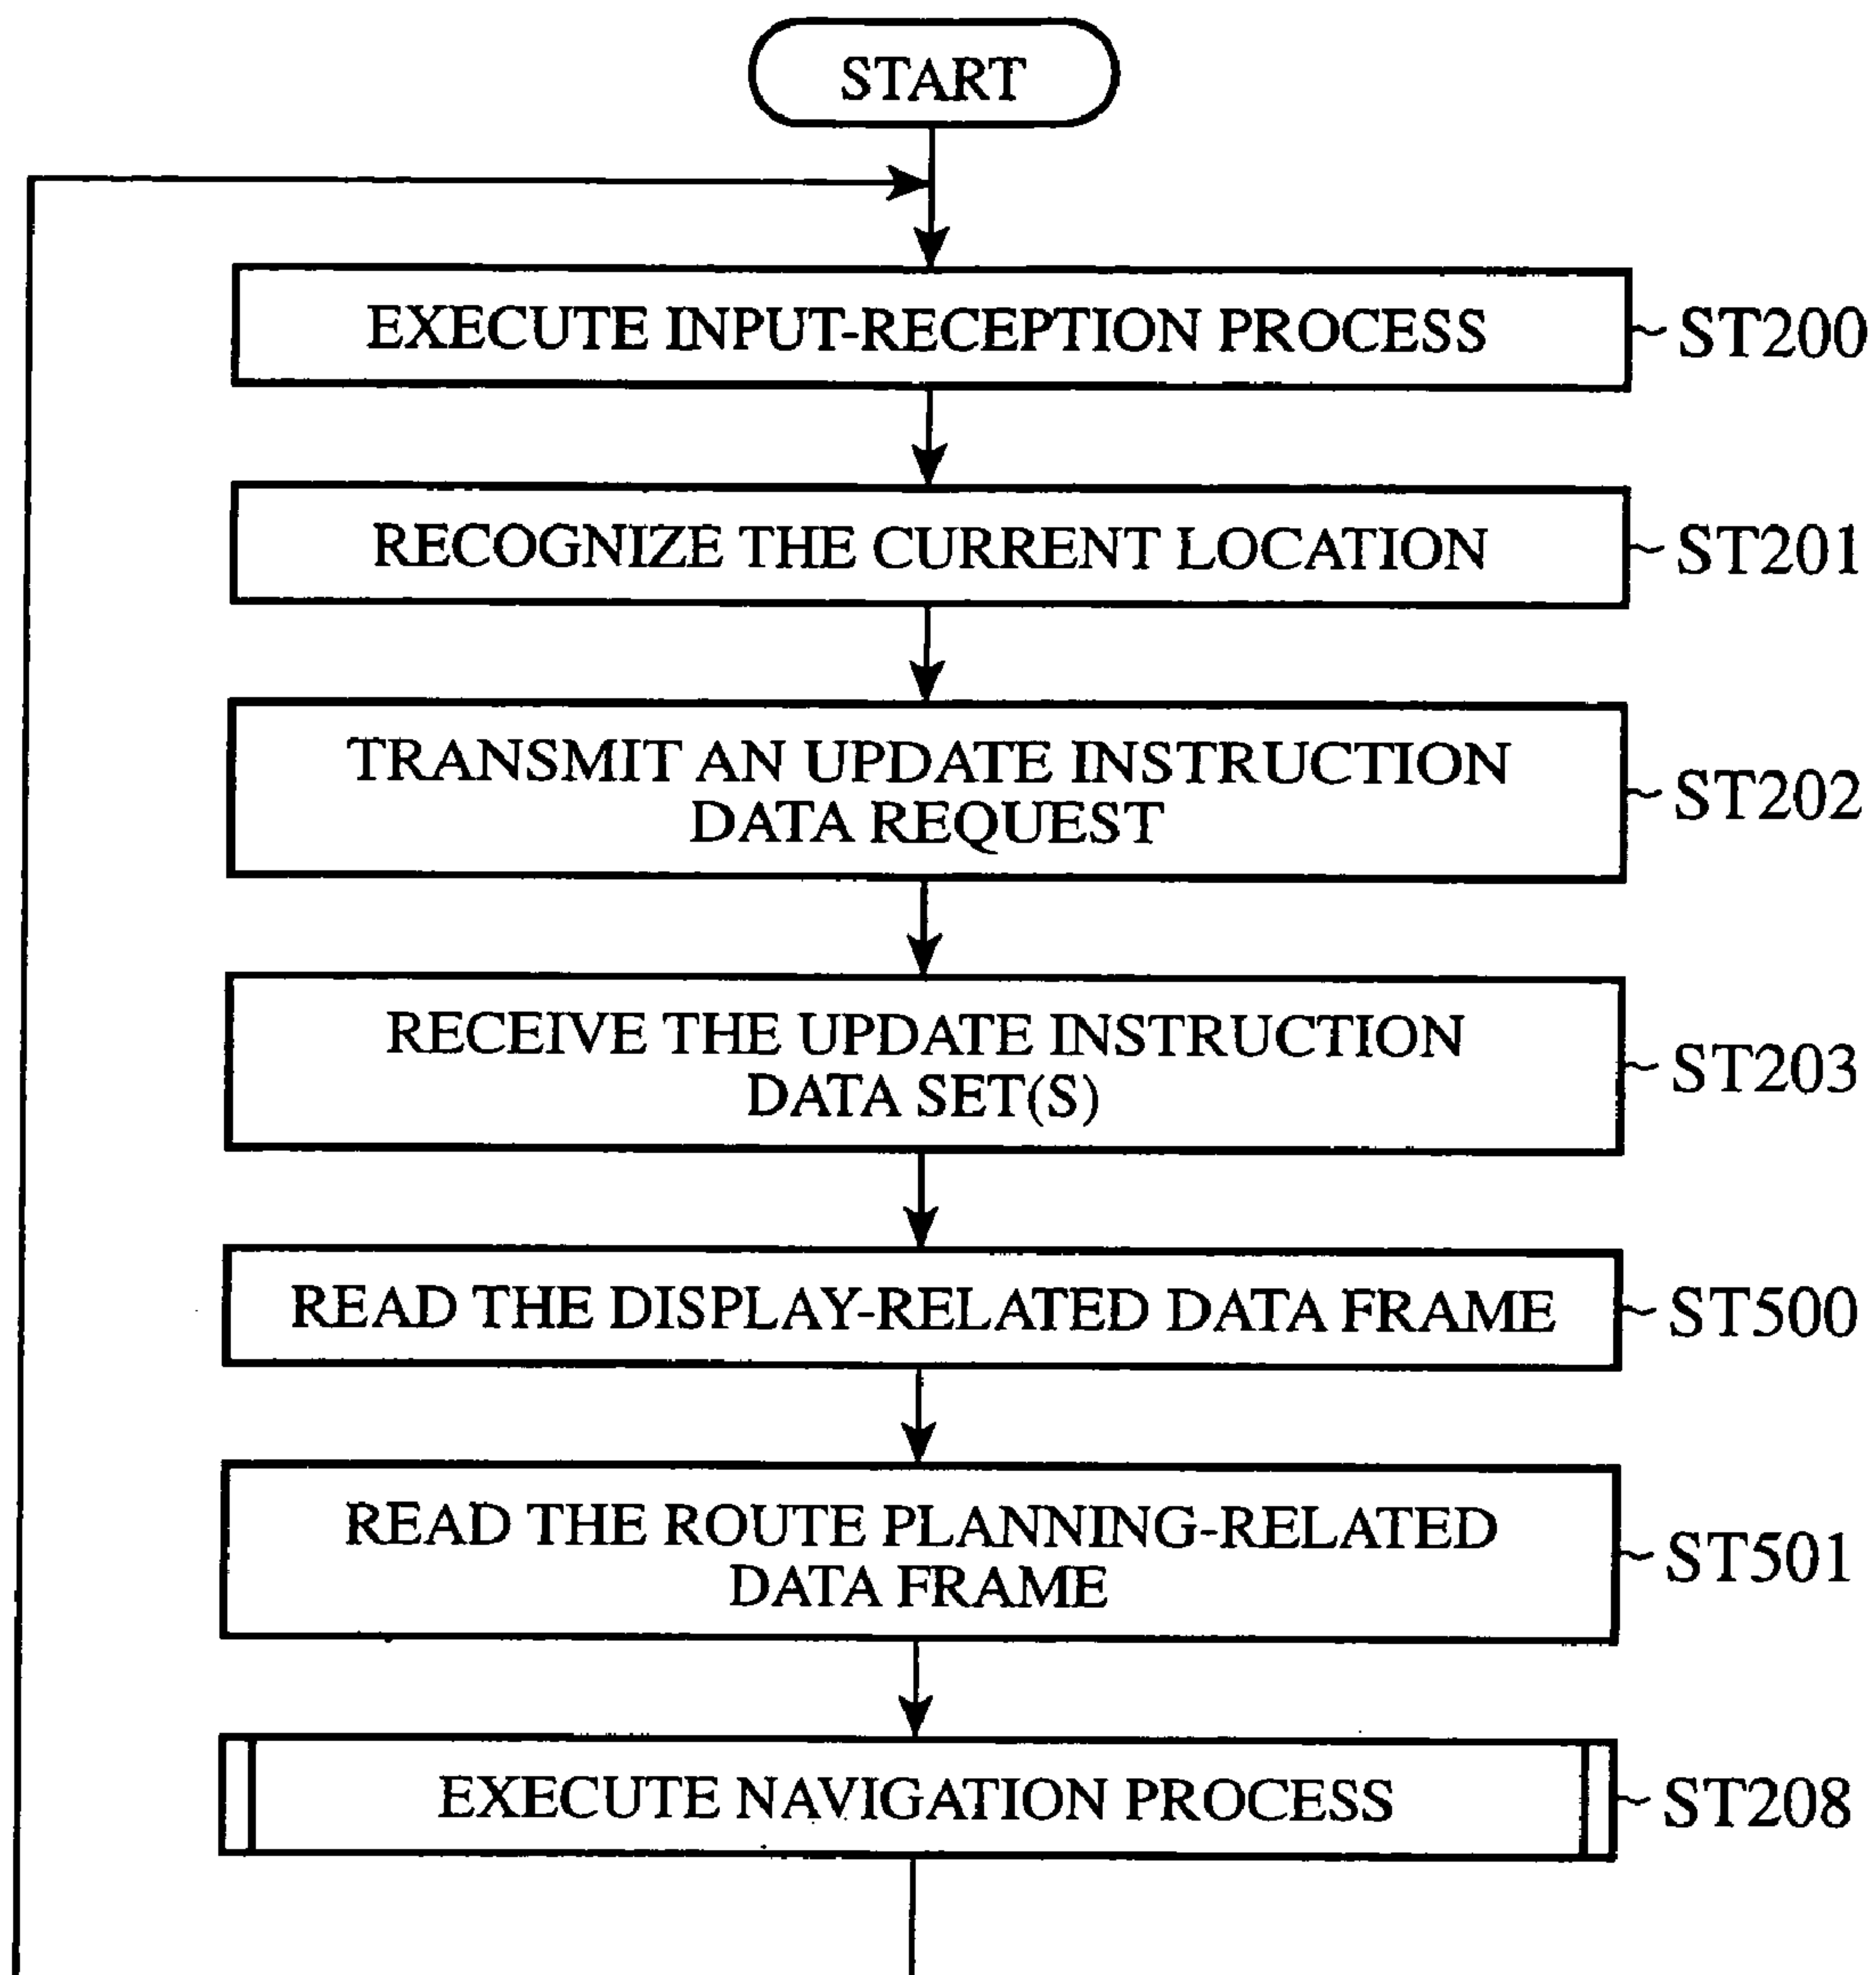 START
EXECUTE INPUT-RECEPTION PROCESS
ST200
RECOGNIZE THE CURRENT LOCATION
ST201
TRANSMIT AN UPDATE INSTRUCTION
DATA REQUEST
ST202
RECEIVE THE UPDATE INSTRUCTION
DATA SET(S)
ST203
READ THE DISPLAY-RELATED DATA FRAME
ST500
READ THE ROUTE PLANNING-RELATED
DATA FRAME
ST501
EXECUTE NAVIGATION PROCESS
ST208